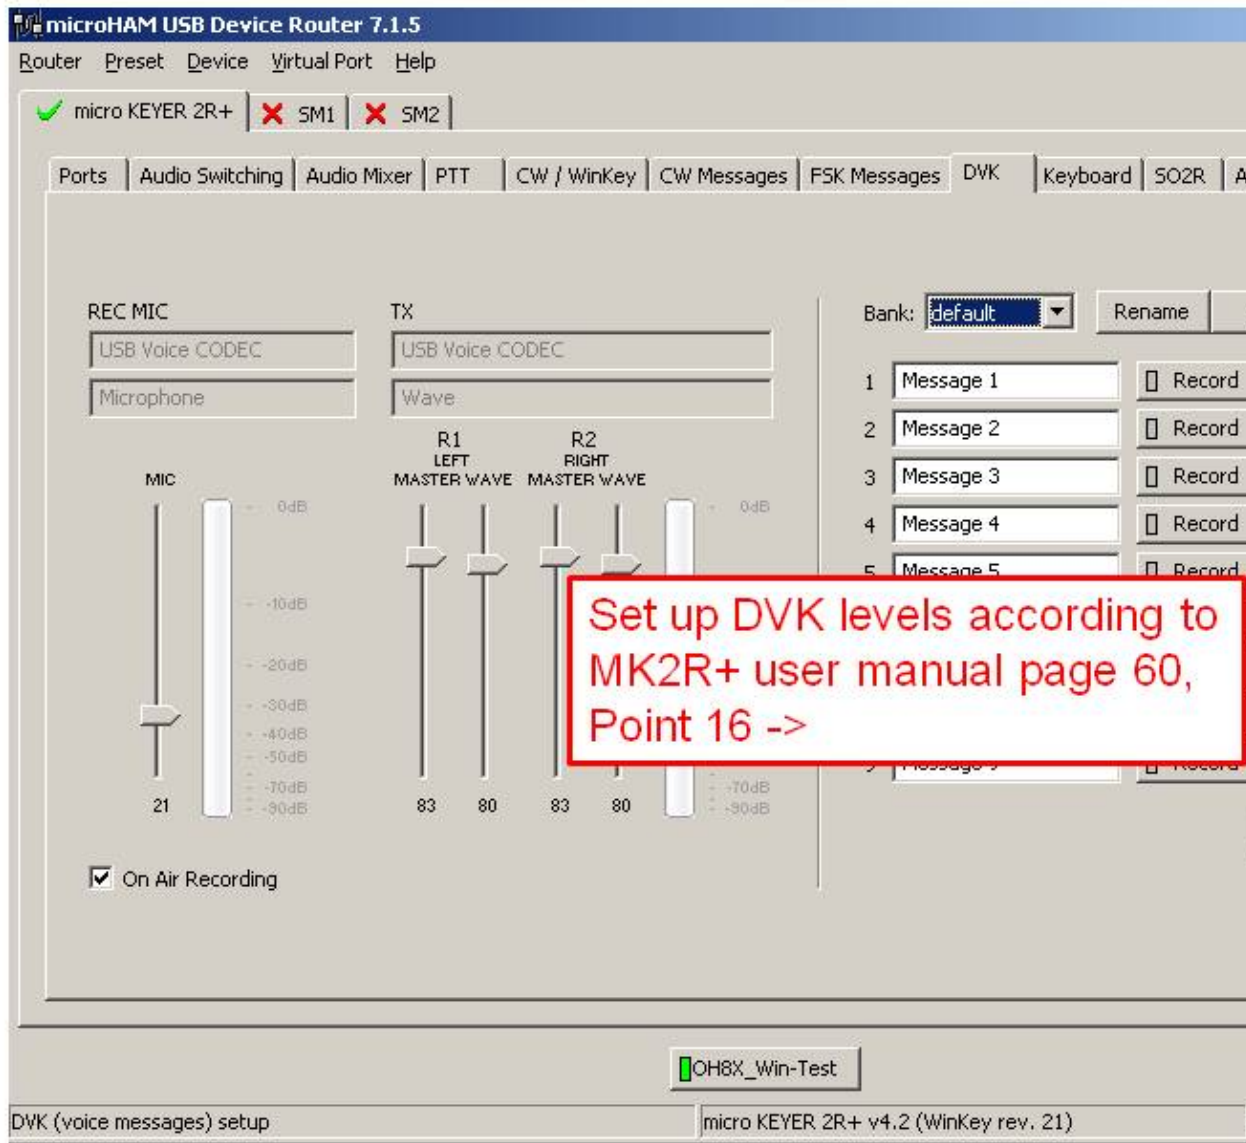 microHAM USB Device Router 7.1.5
Router Preset Device Virtual Port Help
micro KEYER 2R+ SM1 SM2
Ports Audio Switching Audio Mixer PTT CW / WinKey CW Messages FSK Messages DVK Keyboard SO2R A
REC MIC TX
Bank: default Rename
USB Voice CODEC USB Voice CODEC
Microphone Wave
1 Message 1 Record
2 Message 2 Record
3 Message 3 Record
4 Message 4 Record
5 Message 5 Record
R1 R2
LEFT RIGHT
MIC MASTER WAVE MASTER WAVE
0dB 0dB
-10dB
-20dB
-30dB
-40dB
-50dB
-70dB -70dB
-90dB -90dB
21 83 80 83 80
Set up DVK levels according to
MK2R+ user manual page 60,
Point 16 ->
On Air Recording
OH8X_Win-Test
DVK (voice messages) setup micro KEYER 2R+ v4.2 (WinKey rev. 21)